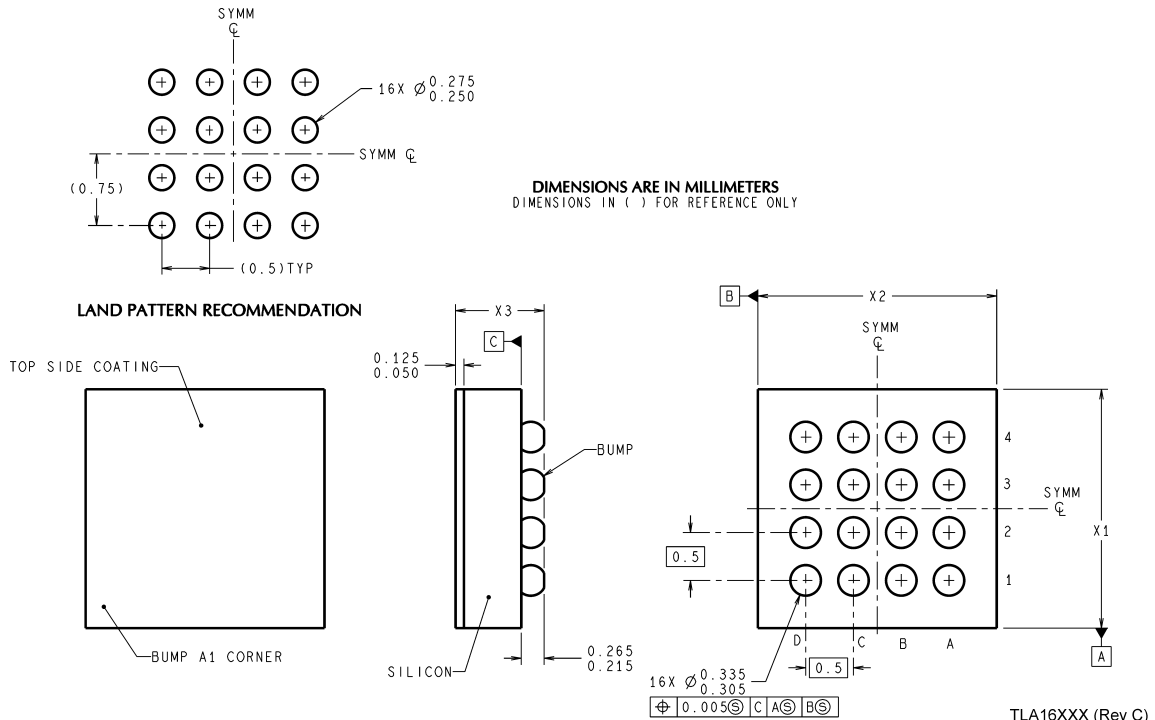 SYMM
℄
16X Ø 0.275
0.250
SYMM ℄
(0.75)
(0.5)TYP
DIMENSIONS ARE IN MILLIMETERS
DIMENSIONS IN ( ) FOR REFERENCE ONLY
LAND PATTERN RECOMMENDATION
TOP SIDE COATING
BUMP A1 CORNER
X3
C
0.125
0.050
BUMP
SILICON
0.265
0.215
B
X2
SYMM
℄
4
3
SYMM
℄
2
X1
0.5
1
D C B A
0.5
A
16X Ø 0.335
0.305
⌖ 0.005Ⓢ C AⓈ BⓈ
TLA16XXX (Rev C)